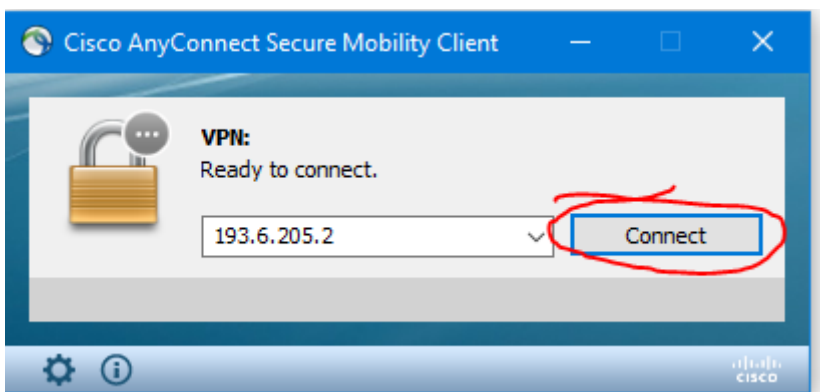 Cisco AnyConnect Secure Mobility Client
VPN:
Ready to connect.
193.6.205.2
Connect
CISCO